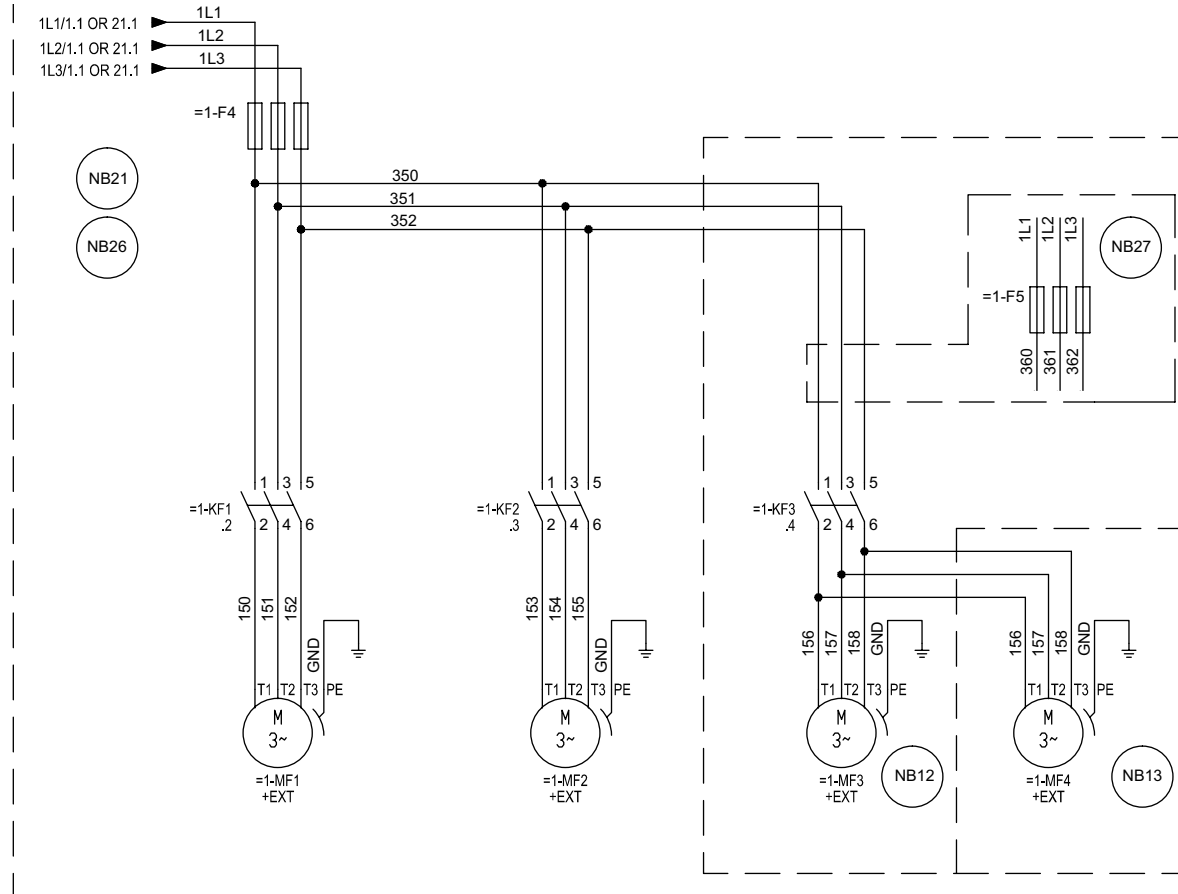 1L1/1.1 OR 21.1
1L1
1L2/1.1 OR 21.1
1L2
1L3/1.1 OR 21.1
1L3
=1-F4
NB21
NB26
350
351
352
1L1
1L2
1L3
NB27
=1-F5
360
361
362
1 3 5
=1-KF1
.2
2 4 6
1 3 5
=1-KF2
.3
2 4 6
1 3 5
=1-KF3
.4
2 4 6
150
151
152
GND
T1 T2 T3 PE
M
3~
=1-MF1
+EXT
153
154
155
GND
T1 T2 T3 PE
M
3~
=1-MF2
+EXT
156
157
158
GND
T1 T2 T3 PE
M
3~
=1-MF3
+EXT
NB12
156
157
158
GND
T1 T2 T3 PE
M
3~
=1-MF4
+EXT
NB13